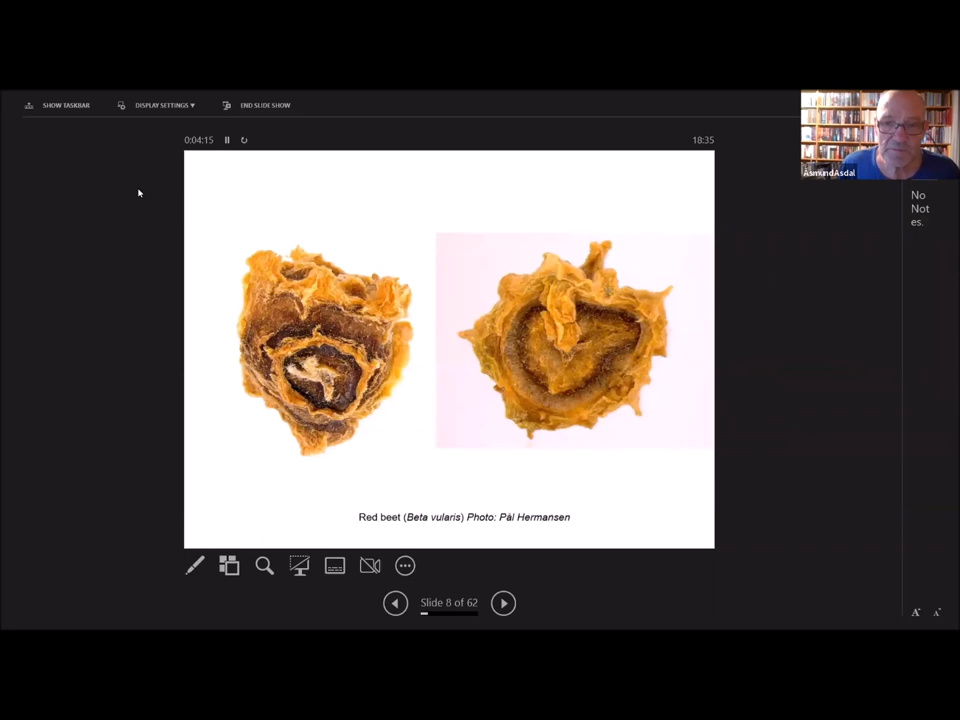 SHOW TASKBAR DISPLAY SETTINGS ▼ END SLIDE SHOW
0:04:15 18:35
ÅsmundAsdal
No
Not
es.
Red beet (Beta vularis) Photo: Pål Hermansen
Slide 8 of 62
A A